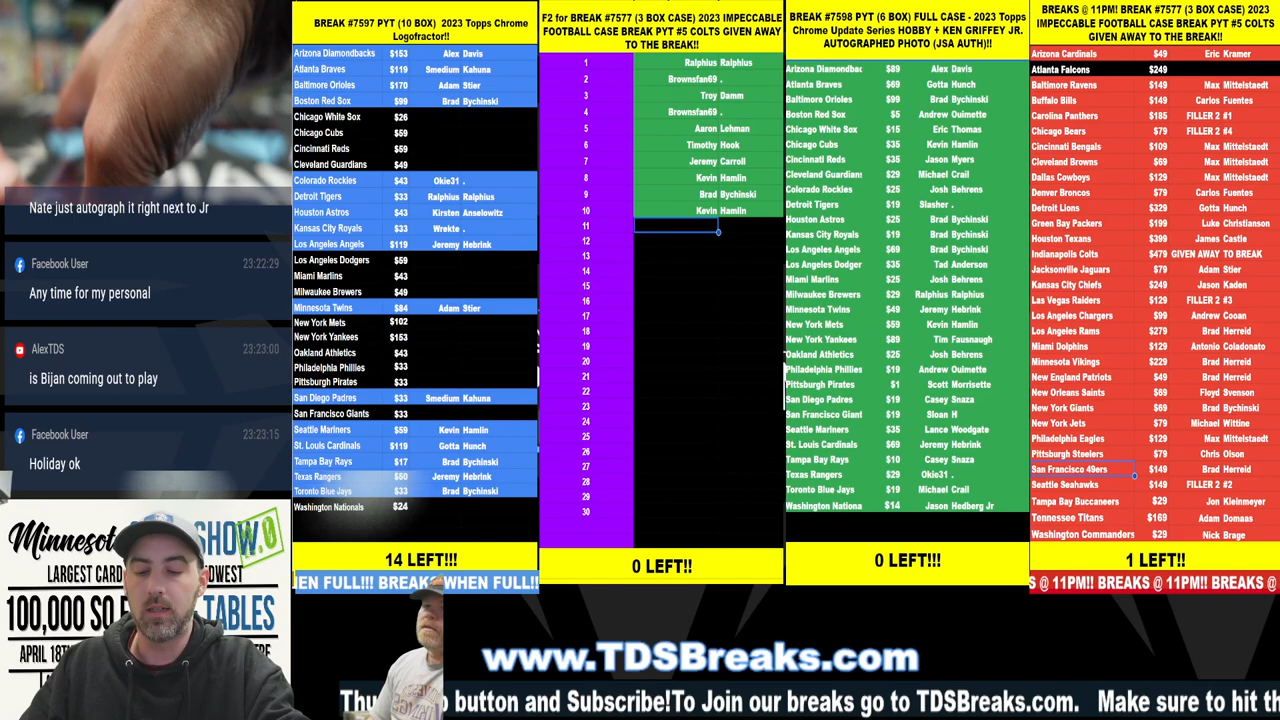 Nate just autograph it right next to Jr
Facebook User 23:22:29
Any time for my personal
AlexTDS 23:23:00
is Bijan coming out to play
Facebook User 23:23:15
Holiday ok
BREAK #7597 PYT (10 BOX) 2023 Topps Chrome
Logofractor!!
Arizona Diamondbacks $153 Alex Davis
Atlanta Braves $119 Smedium Kahuna
Baltimore Orioles $170 Adam Stier
Boston Red Sox $99 Brad Bychinski
Chicago White Sox $26
Chicago Cubs $59
Cincinnati Reds $59
Cleveland Guardians $49
Colorado Rockies $43 Okie31 .
Detroit Tigers $33 Ralphius Ralphius
Houston Astros $43 Kirsten Anselowitz
Kansas City Royals $33 Wrekte .
Los Angeles Angels $119 Jeremy Hebrink
Los Angeles Dodgers $59
Miami Marlins $43
Milwaukee Brewers $49
Minnesota Twins $84 Adam Stier
New York Mets $102
New York Yankees $153
Oakland Athletics $43
Philadelphia Phillies $33
Pittsburgh Pirates $33
San Diego Padres $33 Smedium Kahuna
San Francisco Giants $33
Seattle Mariners $59 Kevin Hamlin
St. Louis Cardinals $119 Gotta Hunch
Tampa Bay Rays $17 Brad Bychinski
Texas Rangers $50 Jeremy Hebrink
Toronto Blue Jays $33 Brad Bychinski
Washington Nationals $24
14 LEFT!!!
EN FULL!!! BREAKS WHEN FULL!!
F2 for BREAK #7577 (3 BOX CASE) 2023 IMPECCABLE
FOOTBALL CASE BREAK PYT #5 COLTS GIVEN AWAY
TO THE BREAK!!
1 Ralphius Ralphius
2 Brownsfan69 .
3 Troy Damm
4 Brownsfan69 .
5 Aaron Lehman
6 Timothy Hook
7 Jeremy Carroll
8 Kevin Hamlin
9 Brad Bychinski
10 Kevin Hamlin
11
12
13
14
15
16
17
18
19
20
21
22
23
24
25
26
27
28
29
30
0 LEFT!!
BREAK #7598 PYT (6 BOX) FULL CASE - 2023 Topps
Chrome Update Series HOBBY + KEN GRIFFEY JR.
AUTOGRAPHED PHOTO (JSA AUTH)!!
Arizona Diamondbac $89 Alex Davis
Atlanta Braves $69 Gotta Hunch
Baltimore Orioles $99 Brad Bychinski
Boston Red Sox $5 Andrew Ouimette
Chicago White Sox $15 Eric Thomas
Chicago Cubs $35 Kevin Hamlin
Cincinnati Reds $35 Jason Myers
Cleveland Guardians $29 Michael Crail
Colorado Rockies $25 Josh Behrens
Detroit Tigers $19 Slasher .
Houston Astros $25 Brad Bychinski
Kansas City Royals $19 Brad Bychinski
Los Angeles Angels $69 Brad Bychinski
Los Angeles Dodger $35 Tad Anderson
Miami Marlins $25 Josh Behrens
Milwaukee Brewers $29 Ralphius Ralphius
Minnesota Twins $49 Jeremy Hebrink
New York Mets $59 Kevin Hamlin
New York Yankees $89 Tim Fausnaugh
Oakland Athletics $25 Josh Behrens
Philadelphia Phillies $19 Andrew Ouimette
Pittsburgh Pirates $1 Scott Morrisette
San Diego Padres $19 Casey Snaza
San Francisco Giant $19 Sloan H
Seattle Mariners $35 Lance Woodgate
St. Louis Cardinals $69 Jeremy Hebrink
Tampa Bay Rays $10 Casey Snaza
Texas Rangers $29 Okie31 .
Toronto Blue Jays $19 Michael Crail
Washington Nationa $14 Jason Hedberg Jr
0 LEFT!!!
BREAKS @ 11PM! BREAK #7577 (3 BOX CASE) 2023
IMPECCABLE FOOTBALL CASE BREAK PYT #5 COLTS
GIVEN AWAY TO THE BREAK!!
Arizona Cardinals $49 Eric Kramer
Atlanta Falcons $249
Baltimore Ravens $149 Max Mittelstaedt
Buffalo Bills $149 Carlos Fuentes
Carolina Panthers $185 FILLER 2 #1
Chicago Bears $79 FILLER 2 #4
Cincinnati Bengals $109 Max Mittelstaedt
Cleveland Browns $69 Max Mittelstaedt
Dallas Cowboys $129 Max Mittelstaedt
Denver Broncos $79 Carlos Fuentes
Detroit Lions $329 Gotta Hunch
Green Bay Packers $199 Luke Christianson
Houston Texans $399 James Castle
Indianapolis Colts $479 GIVEN AWAY TO BREAK
Jacksonville Jaguars $79 Adam Stier
Kansas City Chiefs $249 Jason Kaden
Las Vegas Raiders $129 FILLER 2 #3
Los Angeles Chargers $99 Andrew Cooan
Los Angeles Rams $279 Brad Herreid
Miami Dolphins $129 Antonio Coladonato
Minnesota Vikings $229 Brad Herreid
New England Patriots $49 Brad Herreid
New Orleans Saints $69 Floyd Svenson
New York Giants $69 Brad Bychinski
New York Jets $79 Michael Wittine
Philadelphia Eagles $129 Max Mittelstaedt
Pittsburgh Steelers $79 Chris Olson
San Francisco 49ers $149 Brad Herreid
Seattle Seahawks $149 FILLER 2 #2
Tampa Bay Buccaneers $29 Jon Kleinmeyer
Tennessee Titans $169 Adam Domaas
Washington Commanders $29 Nick Brage
1 LEFT!!
S @ 11PM!! BREAKS @ 11PM!! BREAKS @
Minnesot SHOW
LARGEST CARD
100,000 SQ TABLES
APRIL 18TH
www.TDSBreaks.com
Thu button and Subscribe!To Join our breaks go to TDSBreaks.com. Make sure to hit th